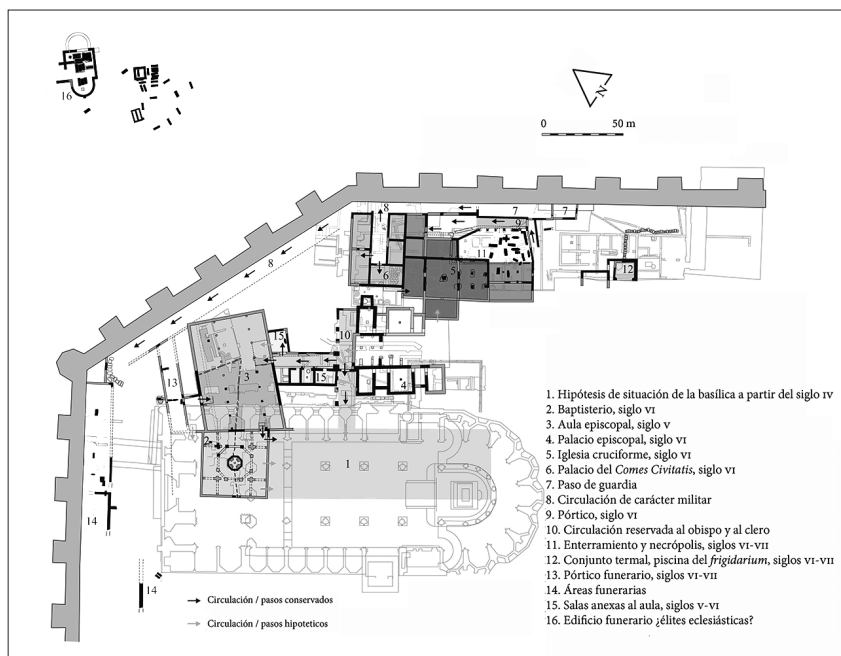 16
N
0 50 m
8
7
7
9
11
5
12
6
8
10
15
3
9
15
4
13
2
1
14
14
1. Hipótesis de situación de la basílica a partir del siglo IV
2. Baptisterio, siglo VI
3. Aula episcopal, siglo V
4. Palacio episcopal, siglo VI
5. Iglesia cruciforme, siglo VI
6. Palacio del Comes Civitatis, siglo VI
7. Paso de guardia
8. Circulación de carácter militar
9. Pórtico, siglo VI
10. Circulación reservada al obispo y al clero
11. Enterramiento y necrópolis, siglos VI-VII
12. Conjunto termal, piscina del frigidarium, siglos VI-VII
13. Pórtico funerario, siglos VI-VII
14. Áreas funerarias
15. Salas anexas al aula, siglos V-VI
16. Edificio funerario ¿élites eclesiásticas?
Circulación / pasos conservados
Circulación / pasos hipoteticos